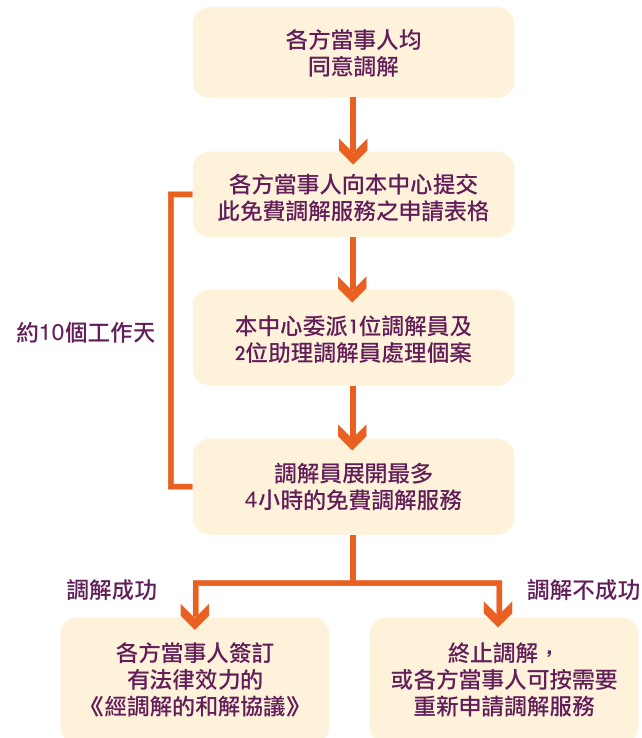 各方當事人均
同意調解
各方當事人向本中心提交
此免費調解服務之申請表格
約10個工作天
本中心委派1位調解員及
2位助理調解員處理個案
調解員展開最多
4小時的免費調解服務
調解成功
調解不成功
各方當事人簽訂
有法律效力的
《經調解的和解協議》
終止調解，
或各方當事人可按需要
重新申請調解服務